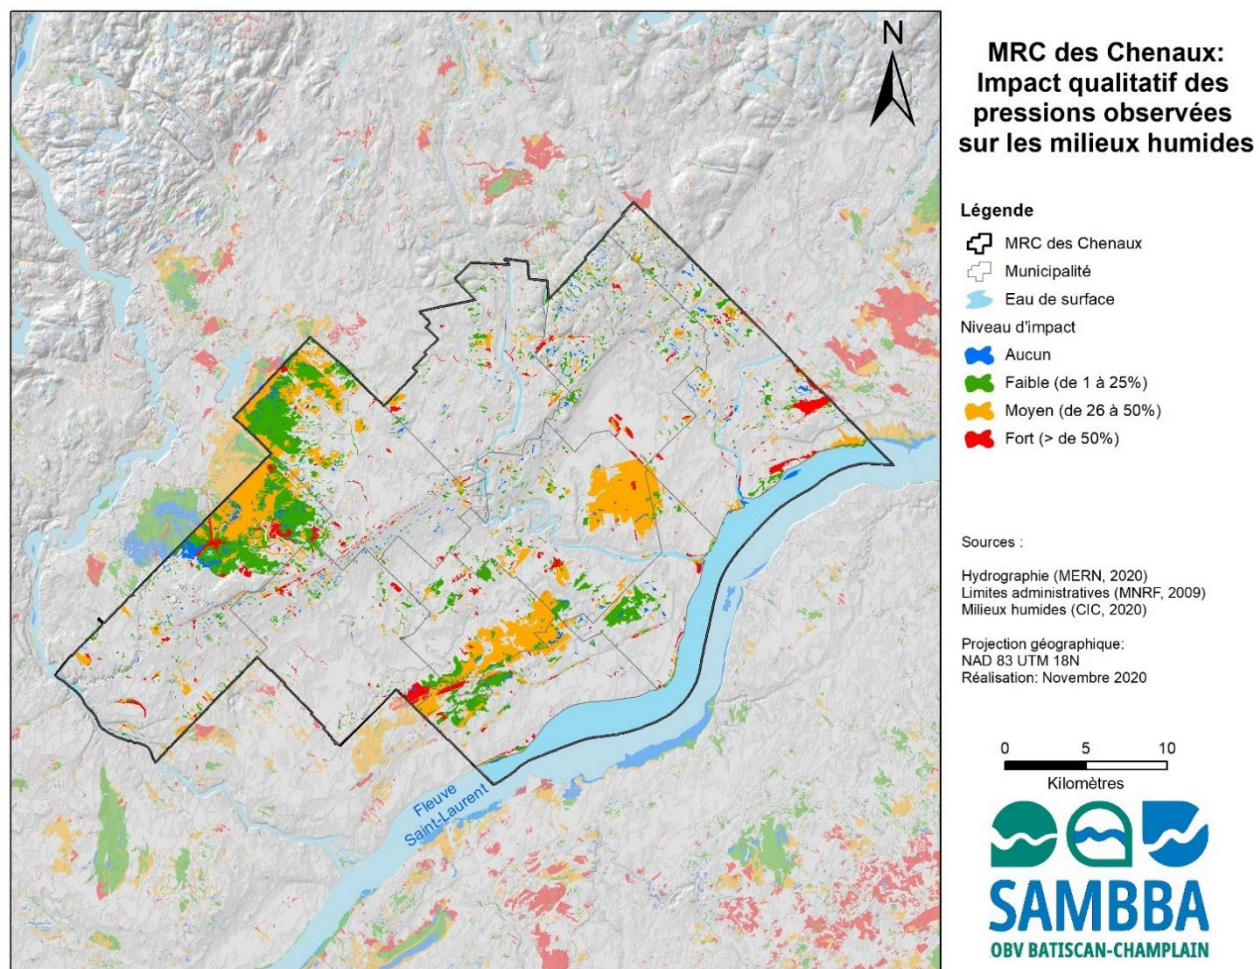 N
MRC des Chenaux:
Impact qualitatif des
pressions observées
sur les milieux humides
Légende
MRC des Chenaux
Municipalité
Eau de surface
Niveau d'impact
Aucun
Faible (de 1 à 25%)
Moyen (de 26 à 50%)
Fort (> de 50%)
Sources :
Hydrographie (MERN, 2020)
Limites administratives (MNRF, 2009)
Milieux humides (CIC, 2020)
Projection géographique:
NAD 83 UTM 18N
Réalisation: Novembre 2020
0 5 10
Kilomètres
Fleuve
Saint-Laurent
SAMBBA
OBV BATISCAN-CHAMPLAIN